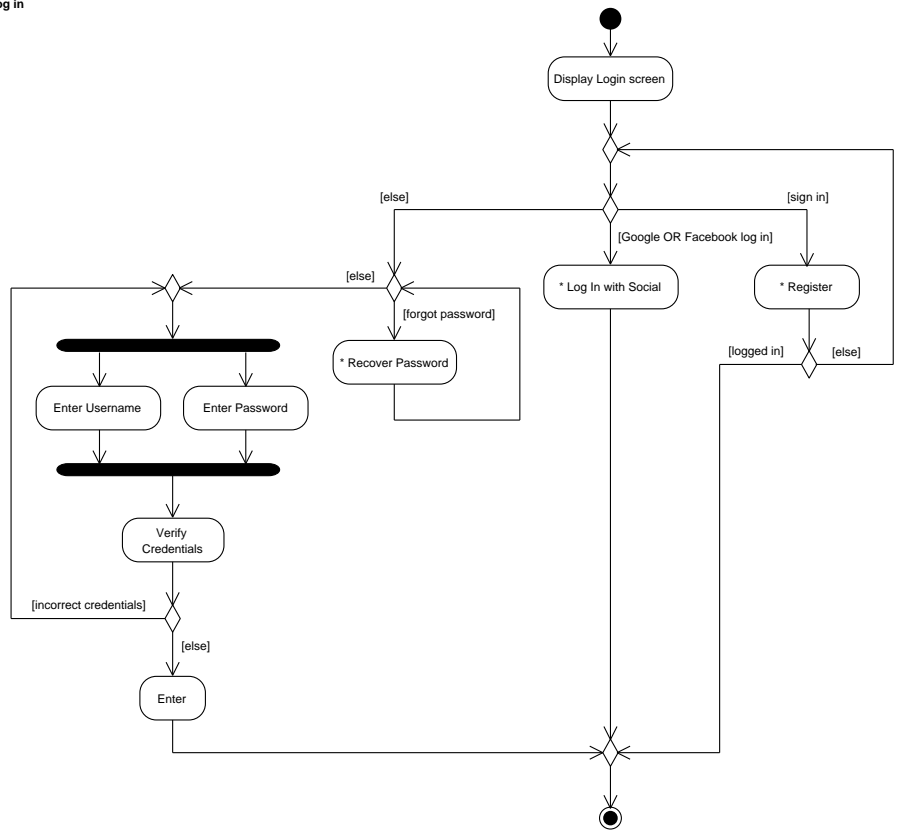 og in
Display Login screen
[else]
[sign in]
[Google OR Facebook log in]
[else]
* Log In with Social
* Register
[forgot password]
[logged in]
[else]
* Recover Password
Enter Username
Enter Password
Verify
Credentials
[incorrect credentials]
[else]
Enter